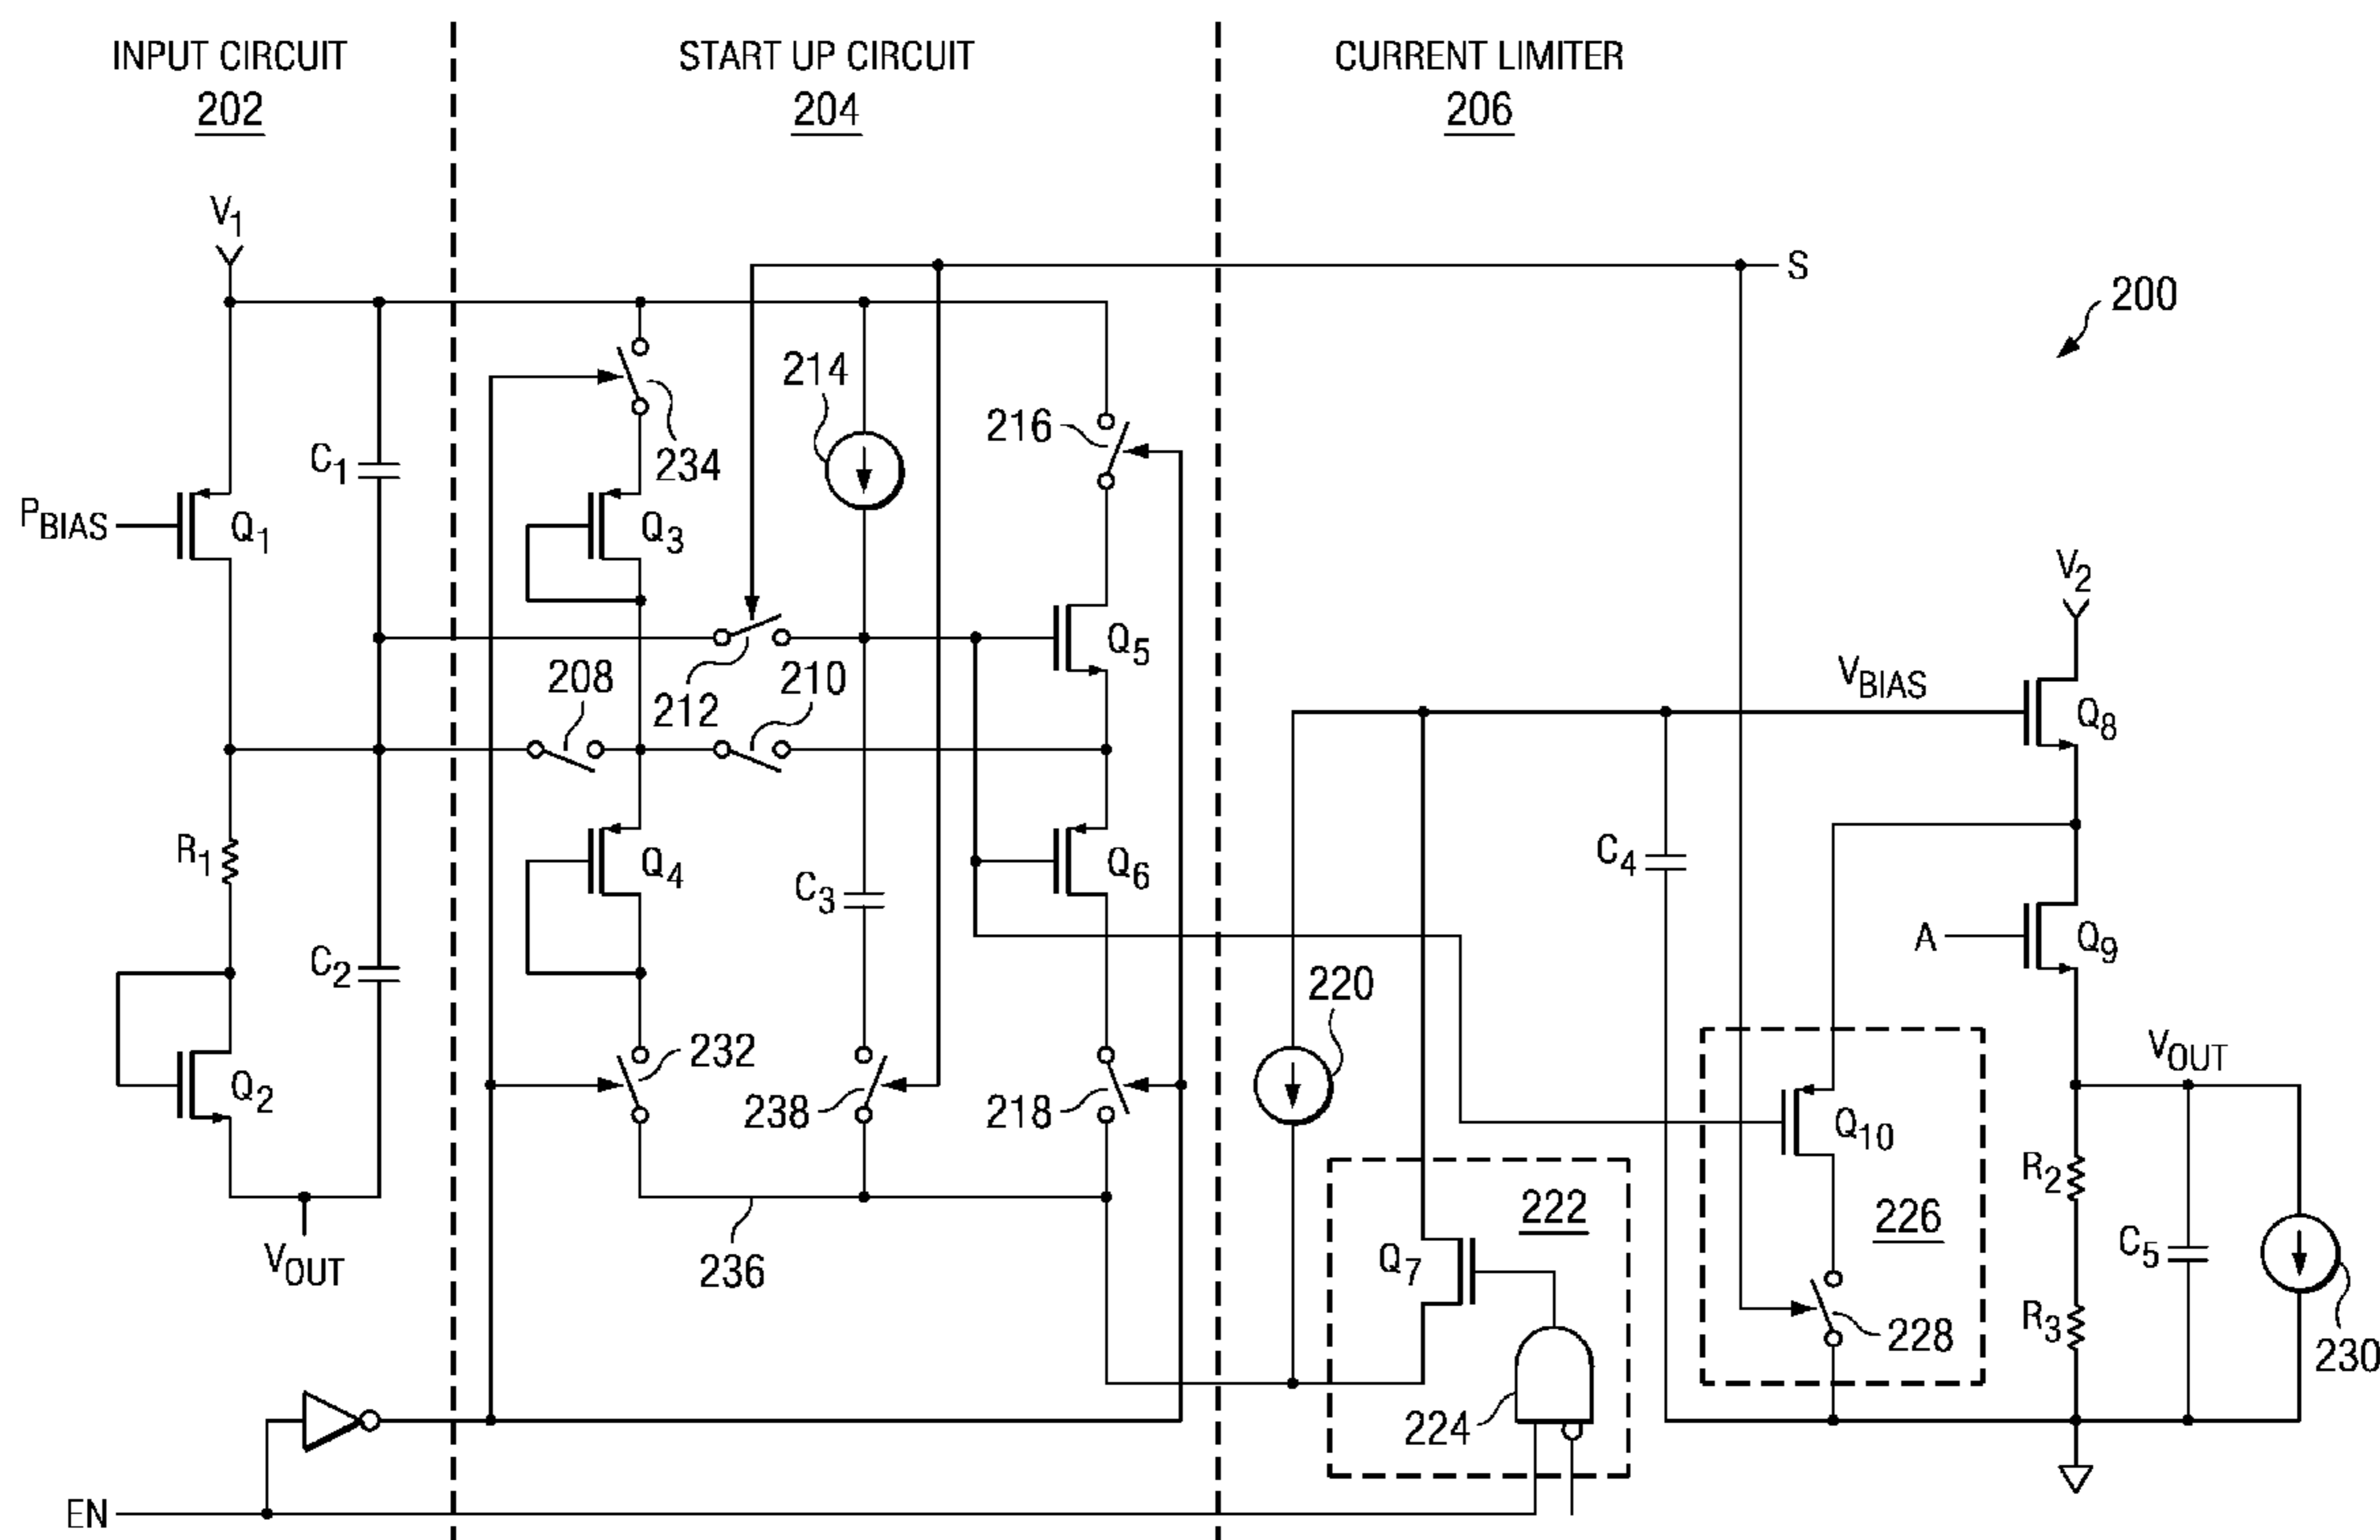 INPUT CIRCUIT
202
START UP CIRCUIT
204
CURRENT LIMITER
206
V1
S
200
214
216
234
C1
PBIAS
Q1
Q3
Q5
V2
208
212
210
VBIAS
Q8
R1
Q4
C3
Q6
C4
A
Q9
C2
220
232
238
218
Q2
VOUT
Q10
222
226
R2
C5
VOUT
236
Q7
228
R3
230
224
EN